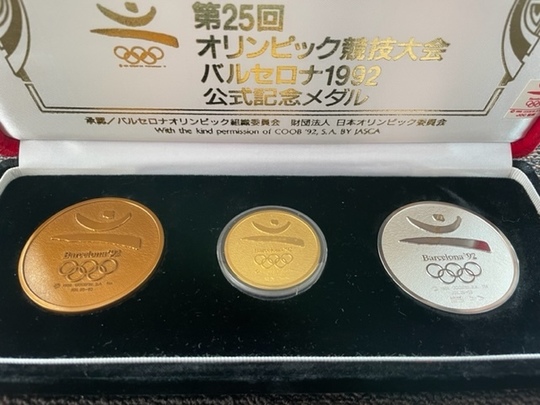 第25回
オリンピック競技大会
バルセロナ1992
公式記念メダル
承認／バルセロナオリンピック組織委員会 財団法人 日本オリンピック委員会
With the kind permission of COOB '92, S.A. BY JASCA
Barcelona'92
Barcelona'92